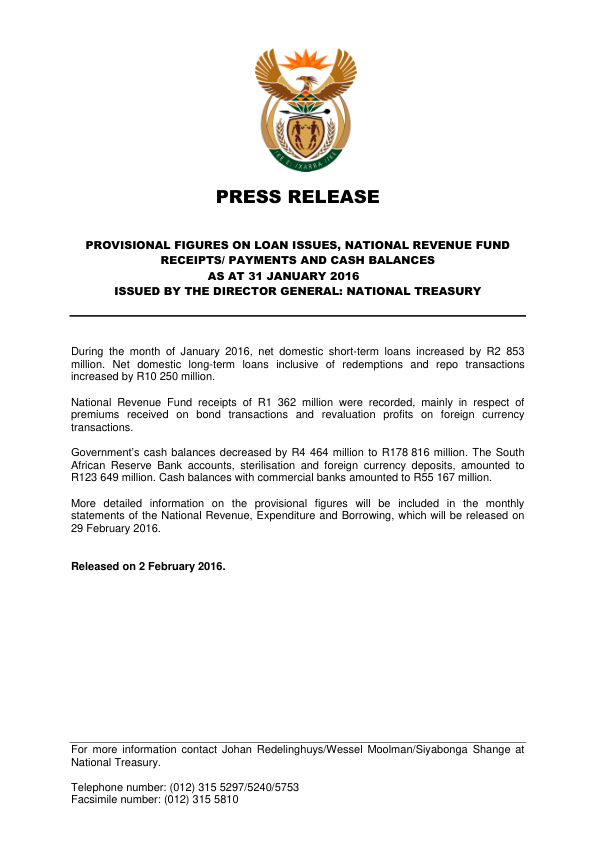 !KE E: /XARRA //KE
PRESS RELEASE
PROVISIONAL FIGURES ON LOAN ISSUES, NATIONAL REVENUE FUND
RECEIPTS/ PAYMENTS AND CASH BALANCES
AS AT 31 JANUARY 2016
ISSUED BY THE DIRECTOR GENERAL: NATIONAL TREASURY
During the month of January 2016, net domestic short-term loans increased by R2 853
million. Net domestic long-term loans inclusive of redemptions and repo transactions
increased by R10 250 million.
National Revenue Fund receipts of R1 362 million were recorded, mainly in respect of
premiums received on bond transactions and revaluation profits on foreign currency
transactions.
Government's cash balances decreased by R4 464 million to R178 816 million. The South
African Reserve Bank accounts, sterilisation and foreign currency deposits, amounted to
R123 649 million. Cash balances with commercial banks amounted to R55 167 million.
More detailed information on the provisional figures will be included in the monthly
statements of the National Revenue, Expenditure and Borrowing, which will be released on
29 February 2016.
Released on 2 February 2016.
For more information contact Johan Redelinghuys/Wessel Moolman/Siyabonga Shange at
National Treasury.
Telephone number: (012) 315 5297/5240/5753
Facsimile number: (012) 315 5810